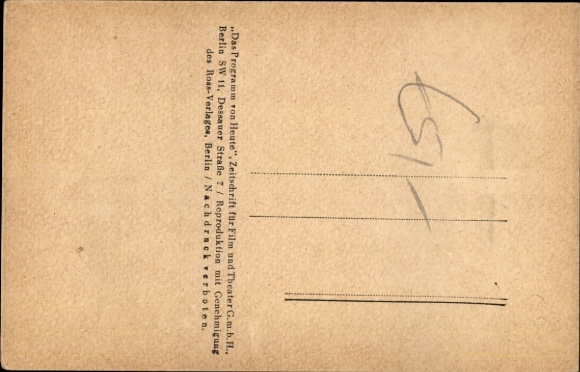 „Das Programm von Heute“, Zeitschrift für Film und Theater G.m.b.H.,
Berlin SW 11, Dessauer Straße 7 / Reproduktion mit Genehmigung
des Ross-Verlages, Berlin / Nachdruck verboten.